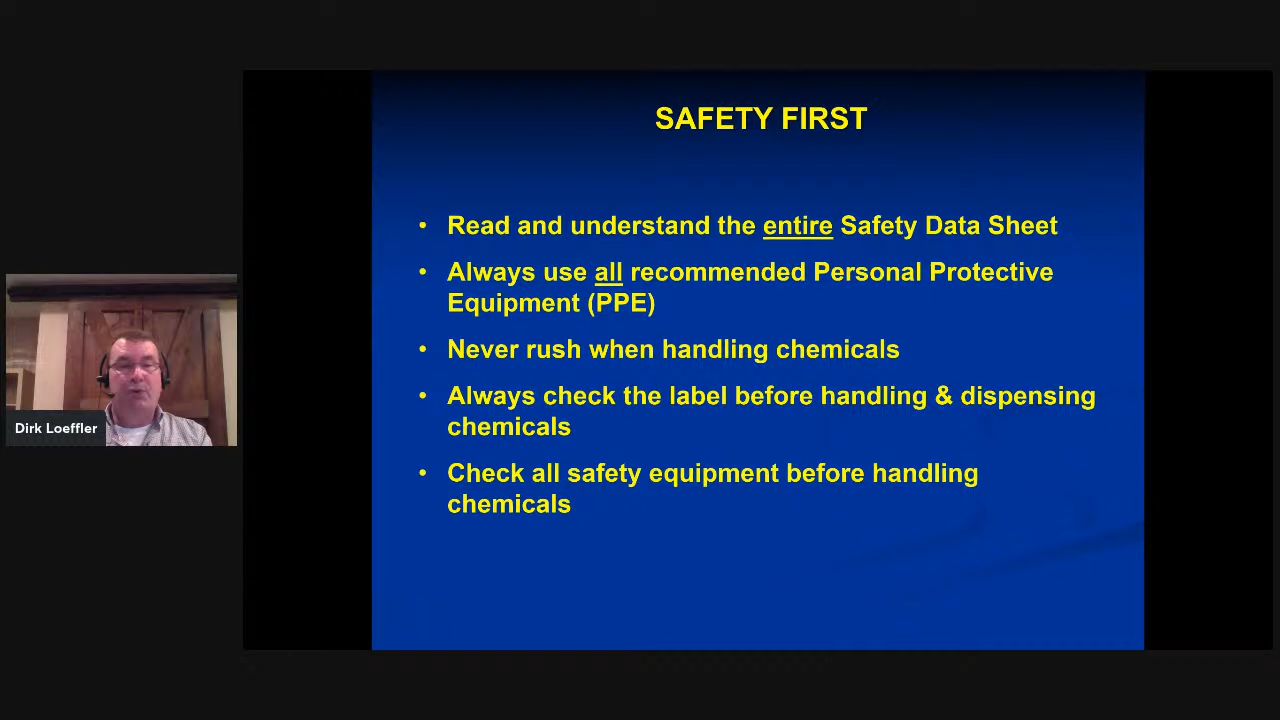 SAFETY FIRST
• Read and understand the entire Safety Data Sheet
• Always use all recommended Personal Protective
Equipment (PPE)
• Never rush when handling chemicals
• Always check the label before handling & dispensing
chemicals
• Check all safety equipment before handling
chemicals
Dirk Loeffler